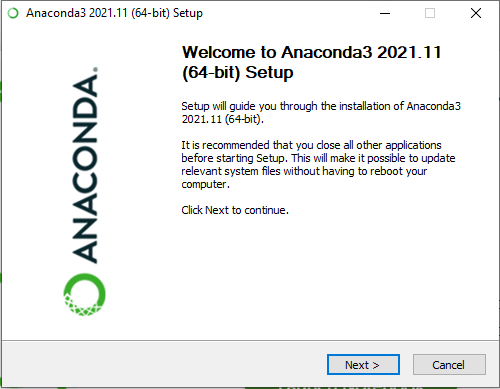 Anaconda3 2021.11 (64-bit) Setup
Welcome to Anaconda3 2021.11
(64-bit) Setup
Setup will guide you through the installation of Anaconda3
2021.11 (64-bit).
It is recommended that you close all other applications
before starting Setup. This will make it possible to update
relevant system files without having to reboot your
computer.
Click Next to continue.
ANACONDA.
Next >
Cancel